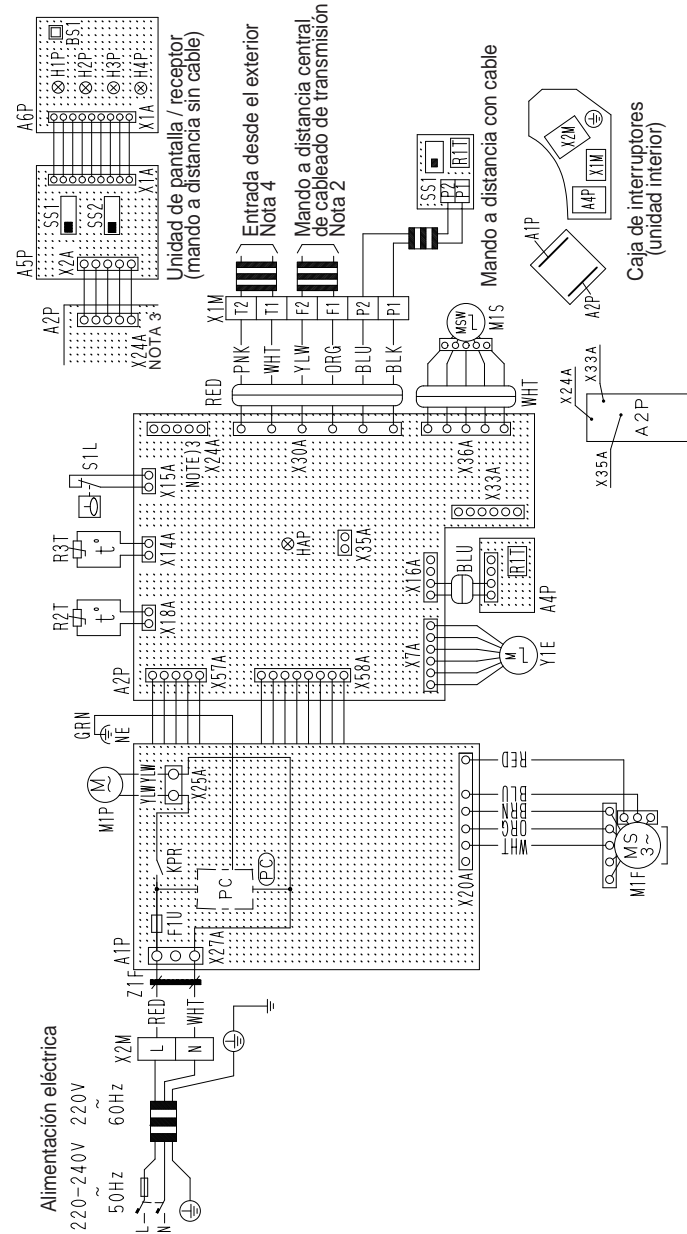 Alimentación eléctrica
220-240V 220V
~ ~
50Hz 60Hz
L
N
X2M
L
N
RED
WHT
Z1F
A1P
X27A
F1U
KPR
PC
PC
M1P
M
~
YLW
YLW
X25A
GRN
NE
X20A
WHT
ORG
BRN
BLU
RED
M1F
MS
3~
A2P
X57A
X58A
R2T
t°
X18A
R3T
t°
X14A
S1L
X15A
NOTE)3
X24A
HAP
X35A
X7A
M
Y1E
X16A
BLU
R1T
A4P
X33A
X36A
X30A
RED
PNK
WHT
YLW
ORG
BLU
BLK
X1M
T2
T1
F2
F1
P2
P1
WHT
MSW
M1S
Entrada desde el exterior
Nota 4
Mando a distancia central
de cableado de transmisión
Nota 2
SS1
P2
P1
R1T
Mando a distancia con cable
A2P
X24A
NOTA 3
A5P
X2A
SS1
SS2
X1A
A6P
X1A
BS1
H1P
H2P
H3P
H4P
Unidad de pantalla / receptor
(mando a distancia sin cable)
X35A
X24A
X33A
A2P
A1P
A2P
A4P
X1M
X2M
Caja de interruptores
(unidad interior)